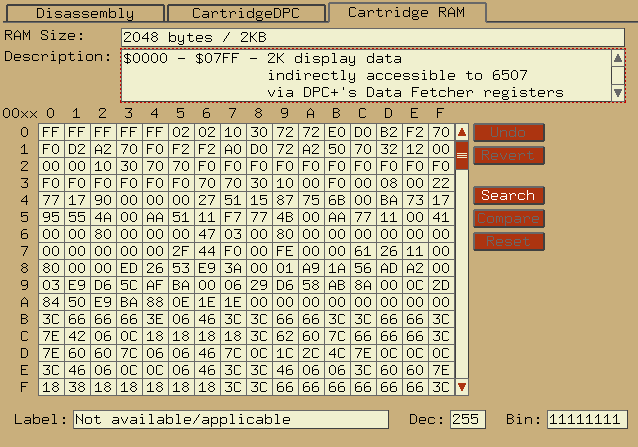 Disassembly CartridgeDPC Cartridge RAM
RAM Size: 2048 bytes / 2KB
Description: $0000 - $07FF - 2K display data
indirectly accessible to 6507
via DPC+'s Data Fetcher registers
00xx 0 1 2 3 4 5 6 7 8 9 A B C D E F
0 FF FF FF FF FF 02 02 10 30 72 72 E0 D0 B2 F2 70 Undo
1 F0 D2 A2 70 F0 F2 F2 A0 D0 72 A2 50 70 32 12 00 Revert
2 00 00 10 30 70 70 F0 F0 F0 F0 F0 F0 F0 F0 F0 F0
3 F0 F0 F0 F0 F0 F0 70 70 30 10 00 F0 00 08 00 22 Search
4 77 17 90 00 00 00 27 51 15 87 75 6B 00 BA 73 17 Compare
5 95 55 4A 00 AA 51 11 F7 77 4B 00 AA 77 11 00 41
6 00 00 80 00 00 00 47 03 00 80 00 00 00 00 00 00 Reset
7 00 00 00 00 00 2F 44 F0 00 FE 00 00 61 26 11 00
8 80 00 00 ED 26 53 E9 3A 00 01 A9 1A 56 AD A2 00
9 03 E9 D6 5C AF BA 00 06 29 D6 58 AB 8A 00 0C 2D
A 84 50 E9 BA 88 0E 1E 1E 00 00 00 00 00 00 00 00
B 3C 66 66 66 3E 06 46 3C 3C 66 66 3C 3C 66 66 3C
C 7E 42 06 0C 18 18 18 18 3C 62 60 7C 66 66 66 3C
D 7E 60 60 7C 06 06 46 7C 0C 1C 2C 4C 7E 0C 0C 0C
E 3C 46 06 0C 0C 06 46 3C 3C 46 06 06 3C 60 60 7E
F 18 38 18 18 18 18 3C 3C 66 66 66 66 66 66 3C
Label: Not available/applicable Dec: 255 Bin: 11111111